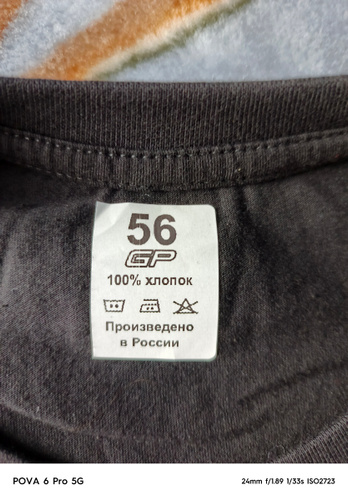 56
GP
100% хлопок
Произведено
в России
POVA 6 Pro 5G
24mm f/1.89 1/33s ISO2723